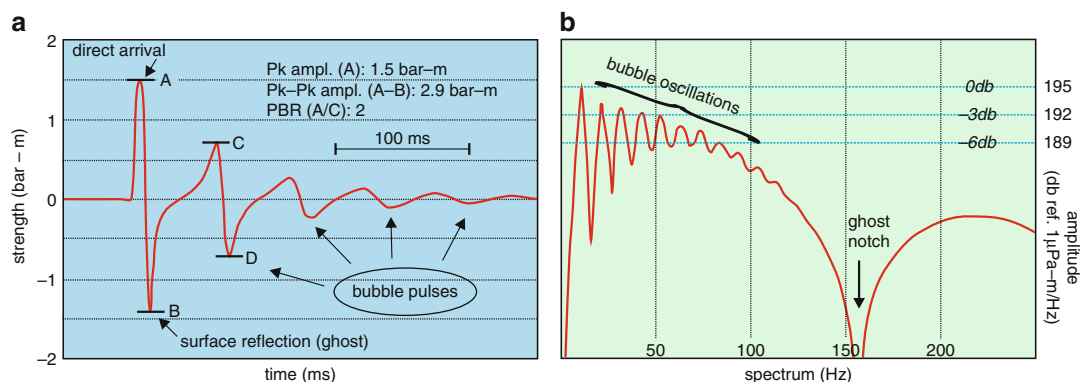 a
2
1
0
–1
–2
strength (bar – m)
direct arrival
A
Pk ampl. (A): 1.5 bar–m
Pk–Pk ampl. (A–B): 2.9 bar–m
PBR (A/C): 2
100 ms
C
D
B
bubble pulses
surface reflection (ghost)
time (ms)
b
bubble oscillations
0db
–3db
–6db
195
192
189
ghost
notch
50
100
150
200
spectrum (Hz)
amplitude
(db ref. 1μPa–m/Hz)